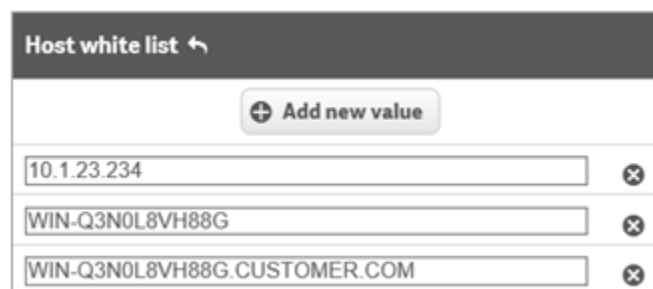 Host white list
Add new value
10.1.23.234
WIN-Q3N0L8VH88G
WIN-Q3N0L8VH88G.CUSTOMER.COM